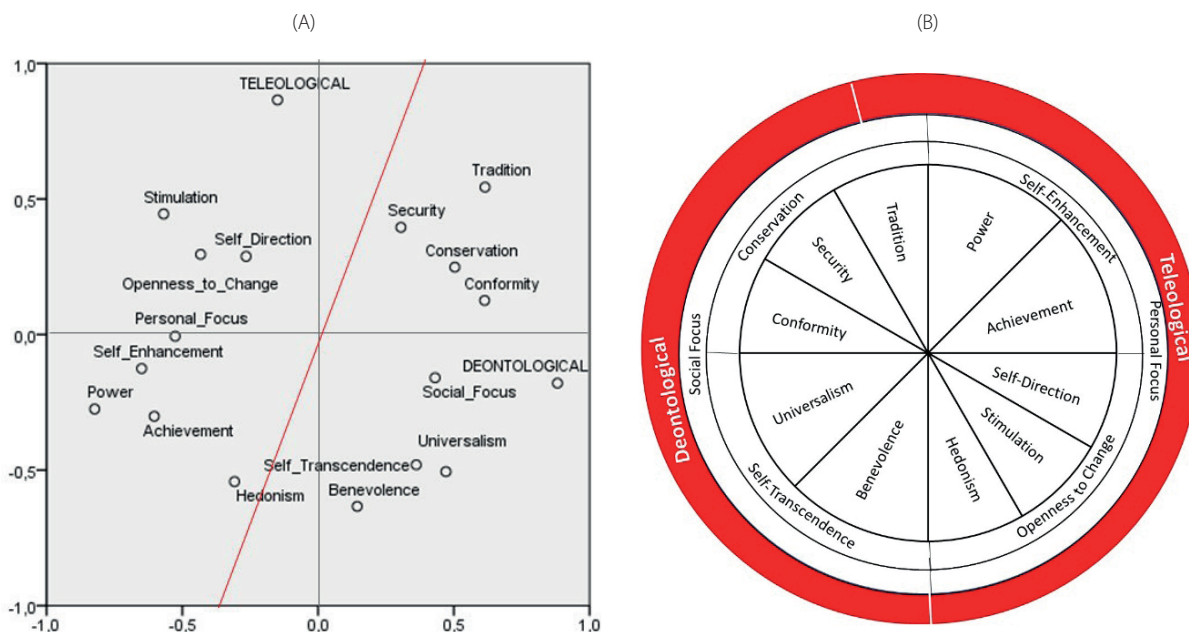 (A)
(B)
1,0
TELEOLOGICAL
Tradition
0,5
Stimulation
Security
Self_Direction
Conservation
Openness_to_Change
Conformity
Personal_Focus
0,0
Self_Enhancement
DEONTOLOGICAL
Power
Social_Focus
Achievement
Universalism
-0,5
Self_Transcendence
Hedonism
Benevolence
-1,0
-1,0
-0,5
0,0
0,5
1,0
Deontological
Teleological
Social Focus
Personal Focus
Conservation
Self-Enhancement
Self-Transcendence
Openness to Change
Tradition
Power
Security
Achievement
Conformity
Self-Direction
Universalism
Stimulation
Benevolence
Hedonism